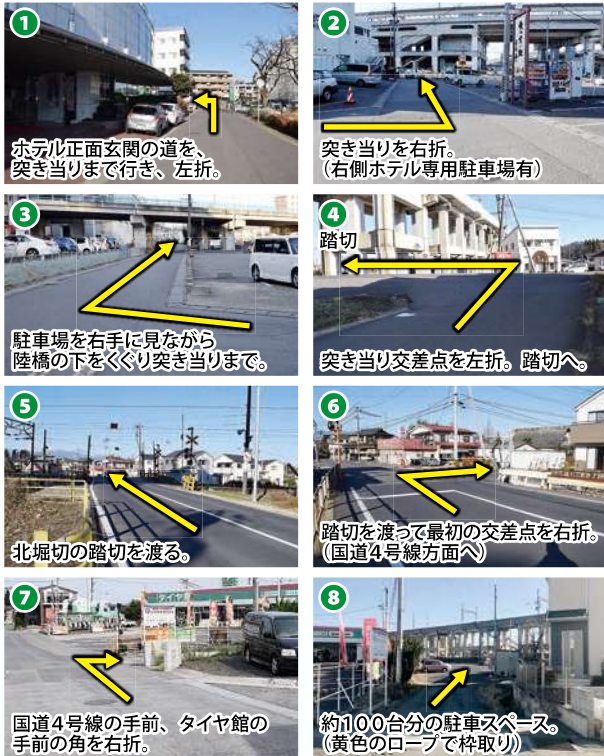 1
ホテル正面玄関の道を、
突き当りまで行き、左折。
2
突き当りを右折。
(右側ホテル専用駐車場有)
3
駐車場を右手に見ながら
陸橋の下をくぐり突き当りまで。
4
踏切
突き当り交差点を左折。踏切へ。
5
北堀切の踏切を渡る。
6
踏切を渡って最初の交差点を右折。
(国道4号線方面へ)
7
国道4号線の手前、タイヤ館の
手前の角を右折。
8
約100台分の駐車スペース。
(黄色のロープで枠取り)